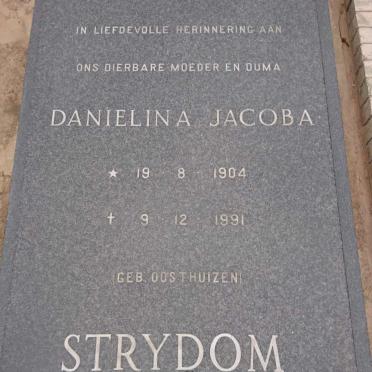 IN LIEFDEVOLLE HERINNERING AAN
ONS DIERBARE MOEDER EN OUMA
DANIELINA JACOBA
★ 19 · 8 · 1904
✝ 9 · 12 · 1991
(GEB. OOSTHUIZEN)
STRYDOM